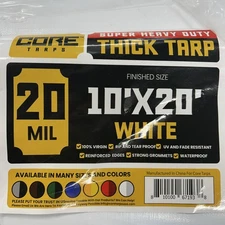 CORE
TARPS
SUPER HEAVY DUTY
THICK TARP
FINISHED SIZE
20
MIL
10'X20'
WHITE
100% VIRGIN
RIP AND TEAR PROOF
UV AND FADE RESISTANT
REINFORCED EDGES
STRONG GROMMETS
WATERPROOF
AVAILABLE IN MANY SIZES AND COLORS